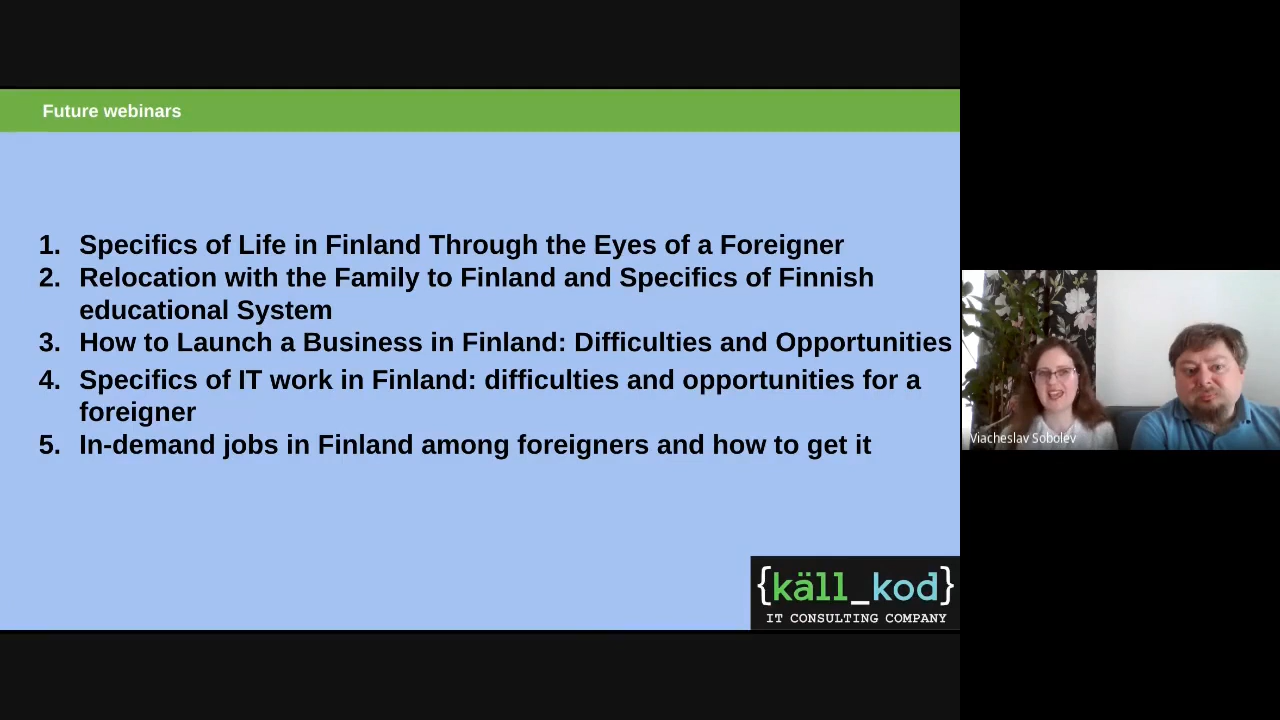 Future webinars
1. Specifics of Life in Finland Through the Eyes of a Foreigner
2. Relocation with the Family to Finland and Specifics of Finnish
educational System
3. How to Launch a Business in Finland: Difficulties and Opportunities
4. Specifics of IT work in Finland: difficulties and opportunities for a
foreigner
5. In-demand jobs in Finland among foreigners and how to get it
Viacheslav Sobolev
{käll_kod}
IT CONSULTING COMPANY